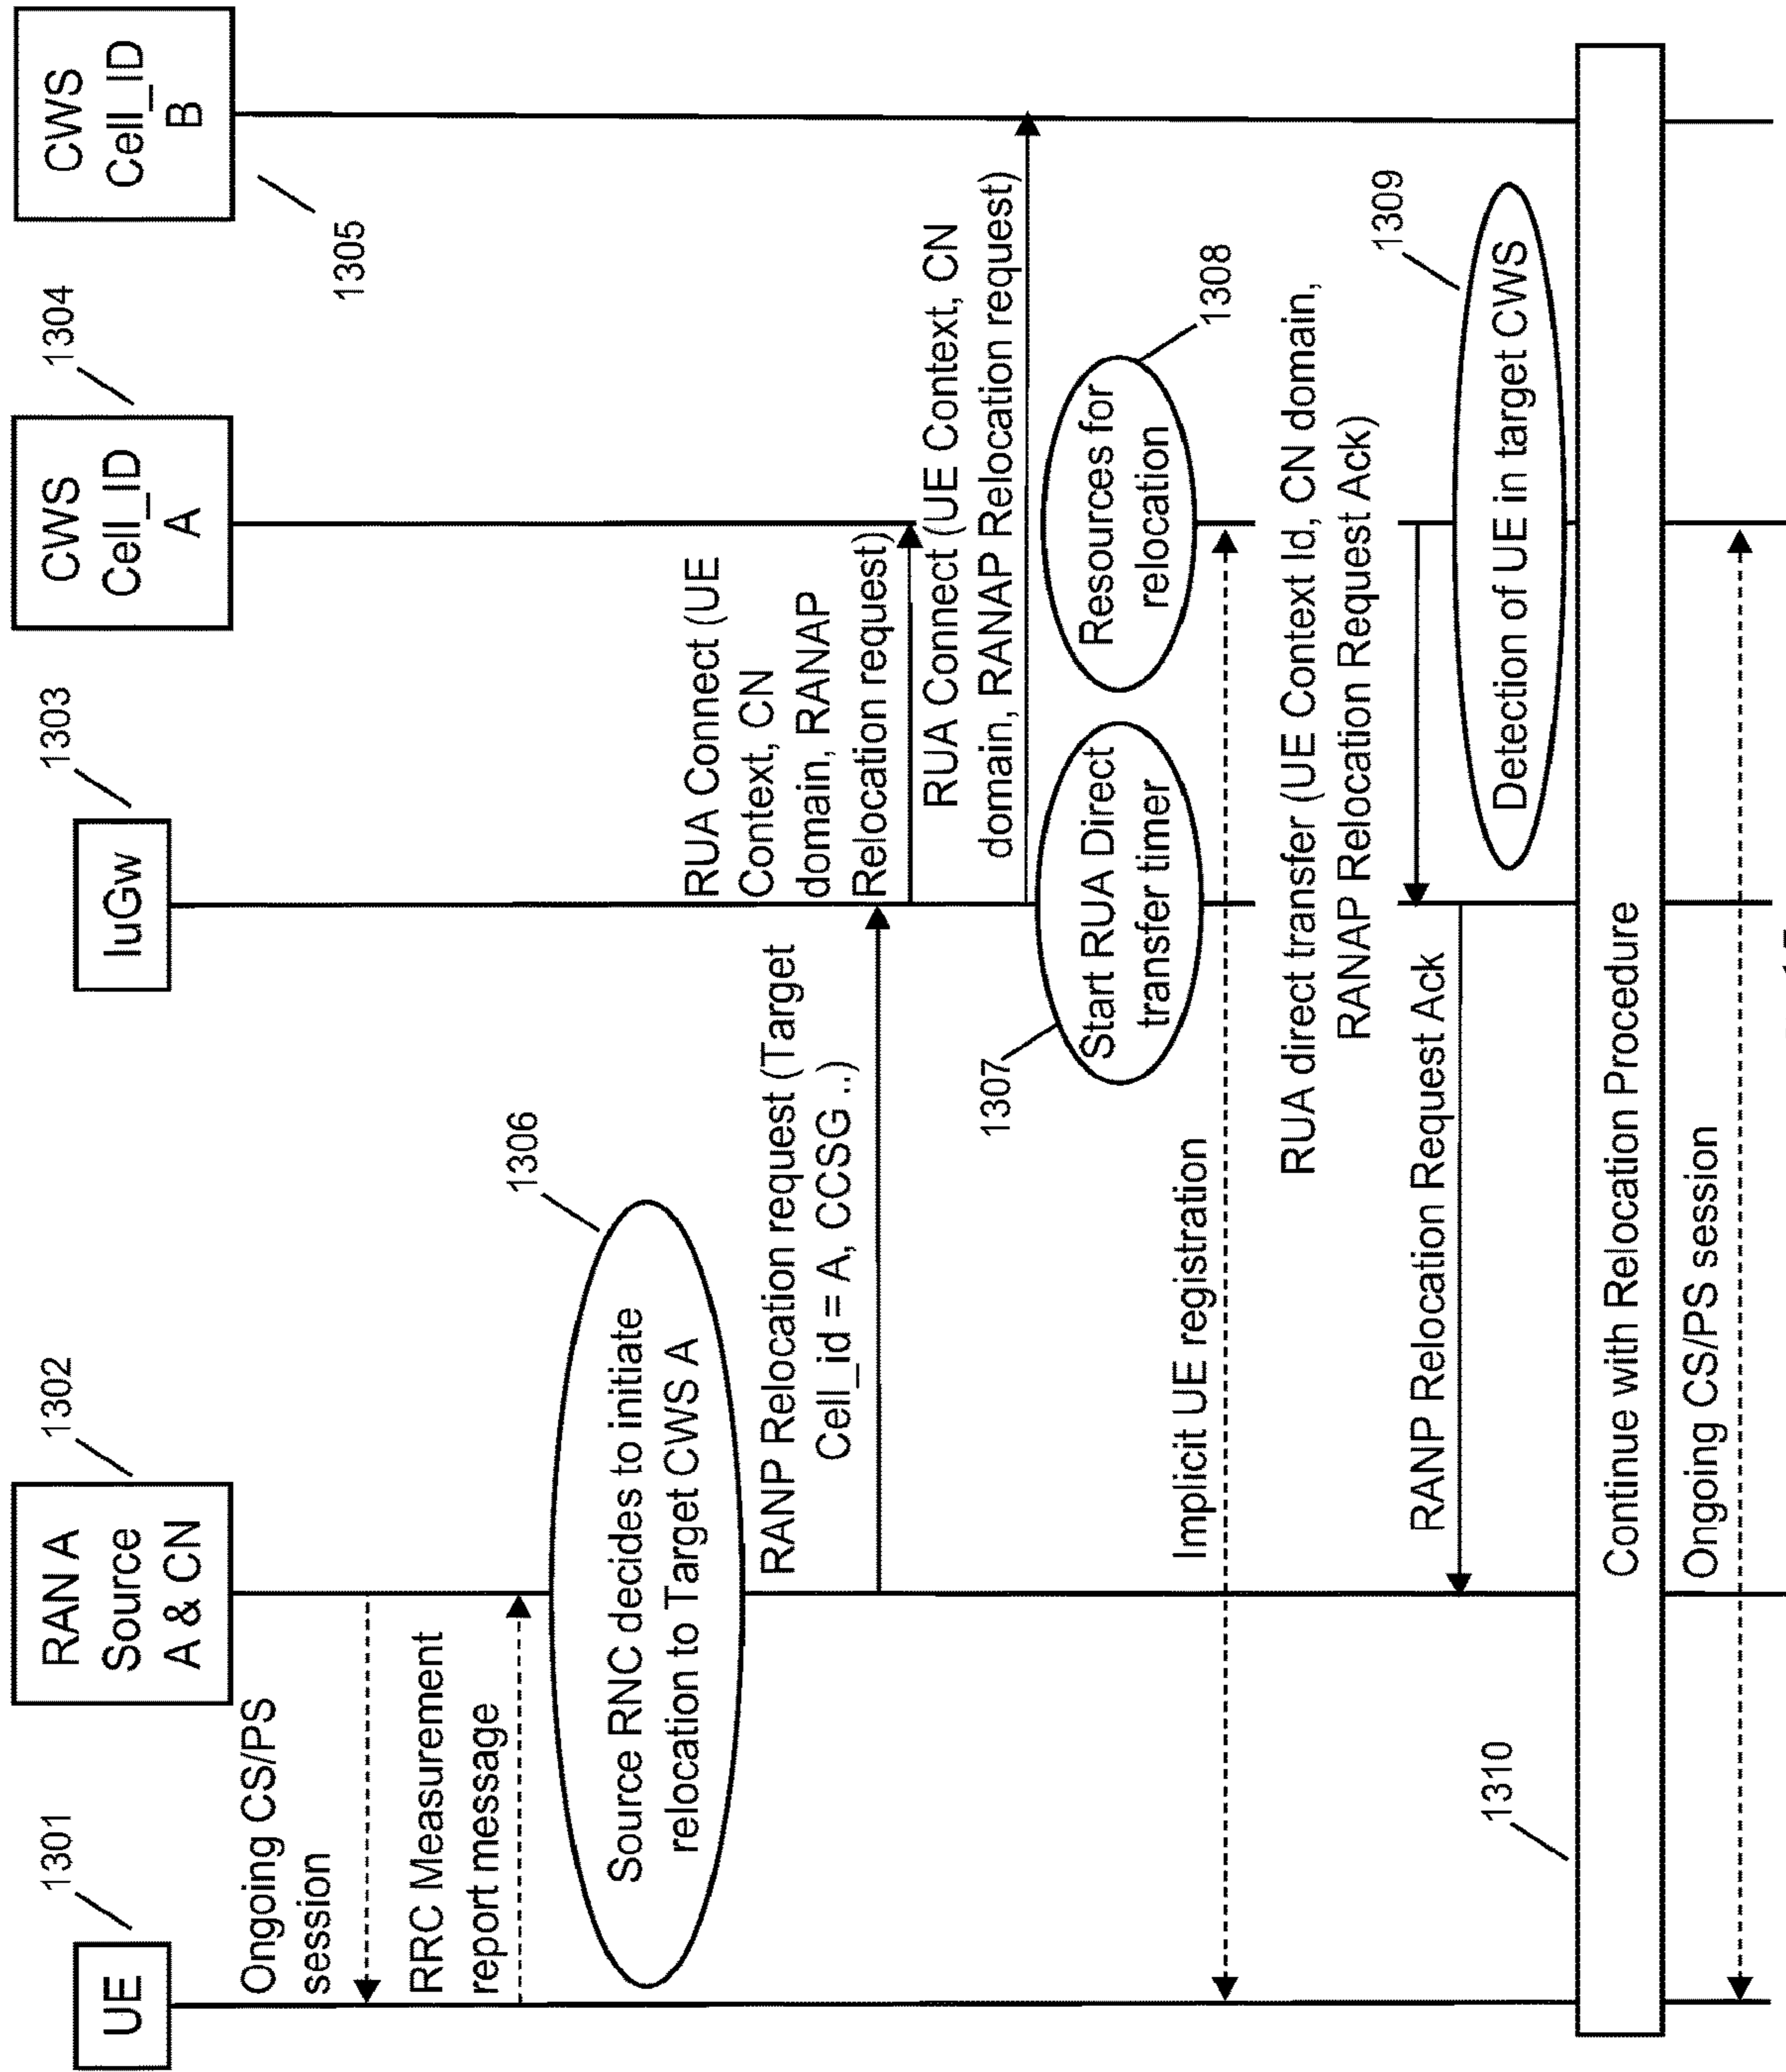 1301
UE
1302
RAN A
Source
A & CN
1303
IuGw
1304
CWS
Cell_ID
A
CWS
Cell_ID
B
1305
Ongoing CS/PS
session
RRC Measurement
report message
1306
Source RNC decides to initiate
relocation to Target CWS A
RANP Relocation request (Target
Cell_id = A, CCSG ..)
RUA Connect (UE
Context, CN
domain, RANAP
Relocation request)
RUA Connect (UE Context, CN
domain, RANAP Relocation request)
1307
Start RUA Direct
transfer timer
Resources for
relocation
1308
Implicit UE registration
RUA direct transfer (UE Context Id, CN domain,
RANAP Relocation Request Ack)
RANP Relocation Request Ack
1309
Detection of UE in target CWS
1310
Continue with Relocation Procedure
Ongoing CS/PS session